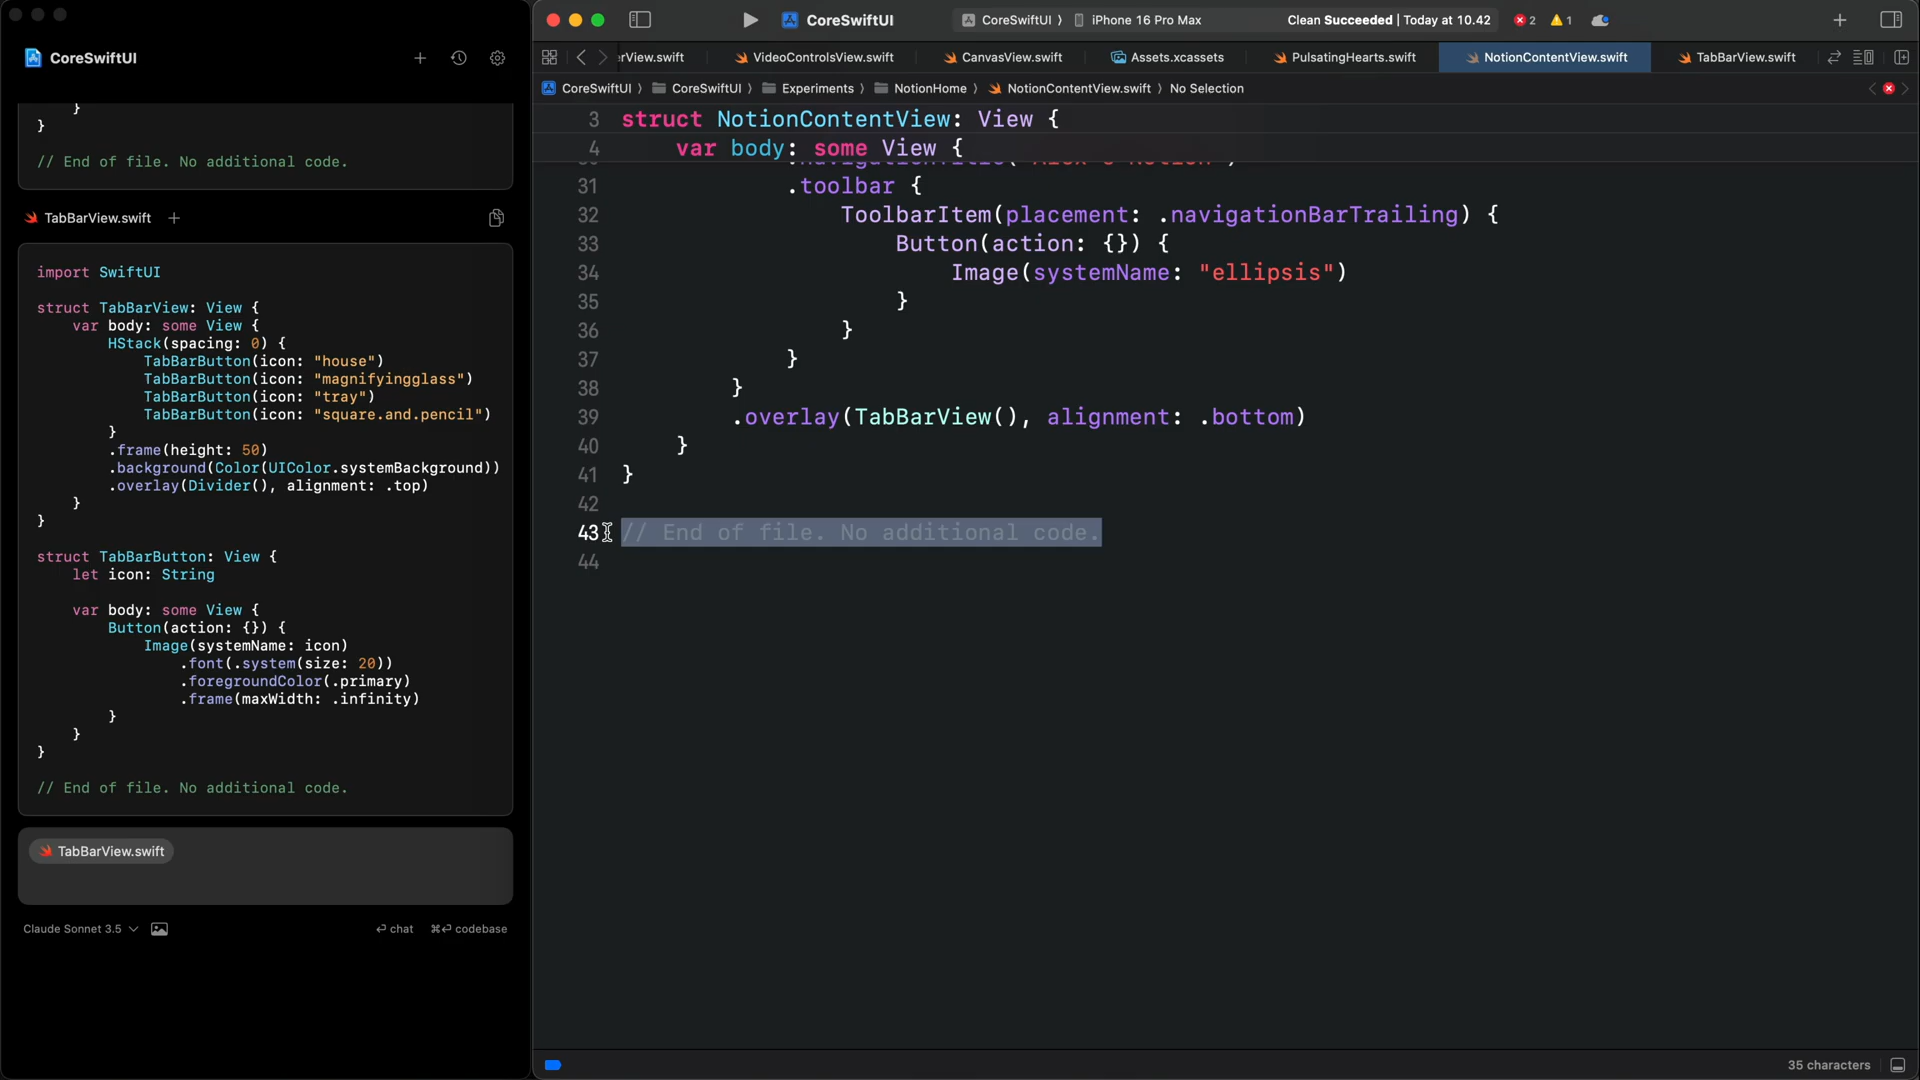 CoreSwiftUI
}
}
// End of file. No additional code.
TabBarView.swift
import SwiftUI
struct TabBarView: View {
var body: some View {
HStack(spacing: 0) {
TabBarButton(icon: "house")
TabBarButton(icon: "magnifyingglass")
TabBarButton(icon: "tray")
TabBarButton(icon: "square.and.pencil")
}
.frame(height: 50)
.background(Color(UIColor.systemBackground))
.overlay(Divider(), alignment: .top)
}
}
struct TabBarButton: View {
let icon: String
var body: some View {
Button(action: {}) {
Image(systemName: icon)
.font(.system(size: 20))
.foregroundColor(.primary)
.frame(maxWidth: .infinity)
}
}
}
// End of file. No additional code.
TabBarView.swift
Claude Sonnet 3.5
chat
⌘ codebase
CoreSwiftUI
CoreSwiftUI 〉 iPhone 16 Pro Max
Clean Succeeded | Today at 10.42
2
1
erView.swift
VideoControlsView.swift
CanvasView.swift
Assets.xcassets
PulsatingHearts.swift
NotionContentView.swift
TabBarView.swift
CoreSwiftUI 〉 CoreSwiftUI 〉 Experiments 〉 NotionHome 〉 NotionContentView.swift 〉 No Selection
3 struct NotionContentView: View {
4 var body: some View {
31 .toolbar {
32 ToolbarItem(placement: .navigationBarTrailing) {
33 Button(action: {}) {
34 Image(systemName: "ellipsis")
35 }
36 }
37 }
38 }
39 .overlay(TabBarView(), alignment: .bottom)
40 }
41 }
42
43 // End of file. No additional code.
44
35 characters